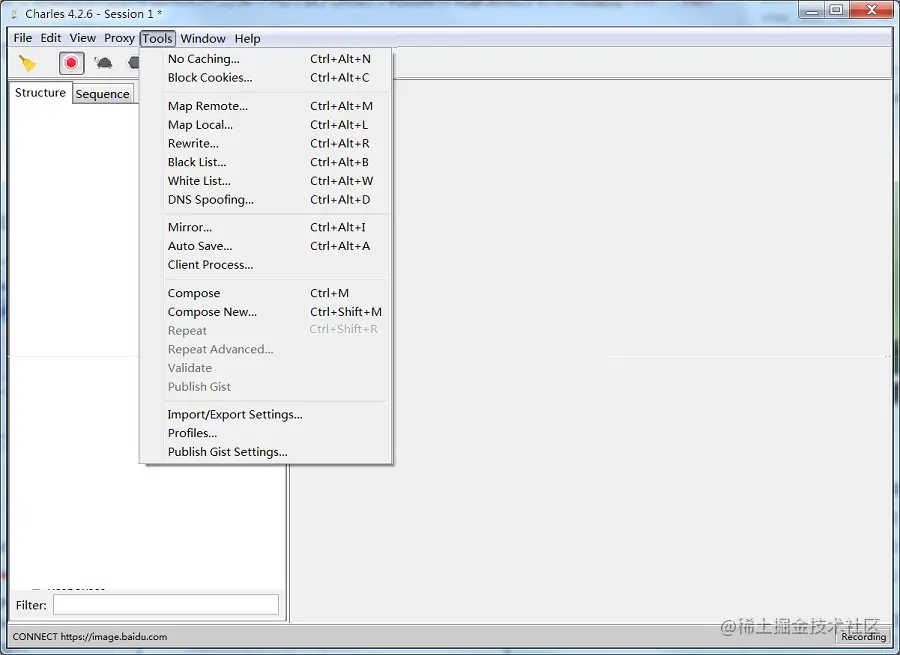 Charles 4.2.6 - Session 1 *
File Edit View Proxy Tools Window Help
Structure Sequence
No Caching... Ctrl+Alt+N
Block Cookies... Ctrl+Alt+C
Map Remote... Ctrl+Alt+M
Map Local... Ctrl+Alt+L
Rewrite... Ctrl+Alt+R
Black List... Ctrl+Alt+B
White List... Ctrl+Alt+W
DNS Spoofing... Ctrl+Alt+D
Mirror... Ctrl+Alt+I
Auto Save... Ctrl+Alt+A
Client Process...
Compose Ctrl+M
Compose New... Ctrl+Shift+M
Repeat Ctrl+Shift+R
Repeat Advanced...
Validate
Publish Gist
Import/Export Settings...
Profiles...
Publish Gist Settings...
Filter:
CONNECT https://image.baidu.com
@稀土掘金技术社区
Recording